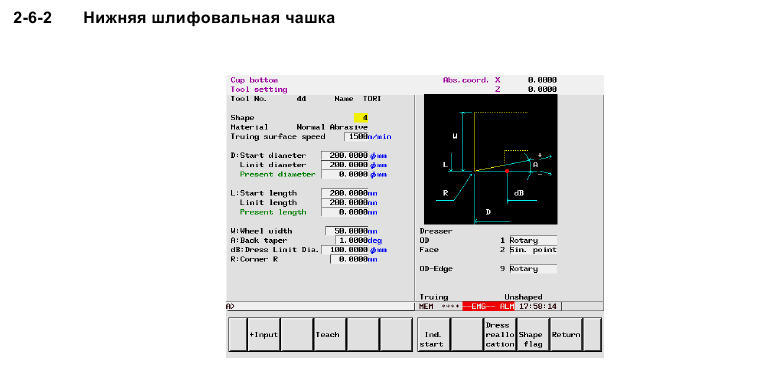 2-6-2 Нижняя шлифовальная чашка
Cup bottom Abs.coord. X 0.0000
Tool setting Z 0.0000
Tool No. 44 Name TORI
Shape 4
Material Normal Abrasive
Truing surface speed 1500m/min
D:Start diameter 200.0000 φmm
Limit diameter 200.0000 φmm
Present diameter 0.0000 φmm
L:Start length 200.0000mm
Limit length 200.0000mm
Present length 0.0000mm
W:Wheel width 50.0000mm
A:Back taper 1.0000deg
dB:Dress Limit Dia. 100.0000 φmm
R:Corner R 0.0000mm
W
L
R
D
dB
A
+
-
Dresser
OD 1 Rotary
Face 2 Sim. point
OD-Edge 9 Rotary
Truing Unshaped
A> MEM **** --EMG-- ALM 17:58:14
+Input
Teach
Ind. start
Dress reallo cation
Shape flag
Return